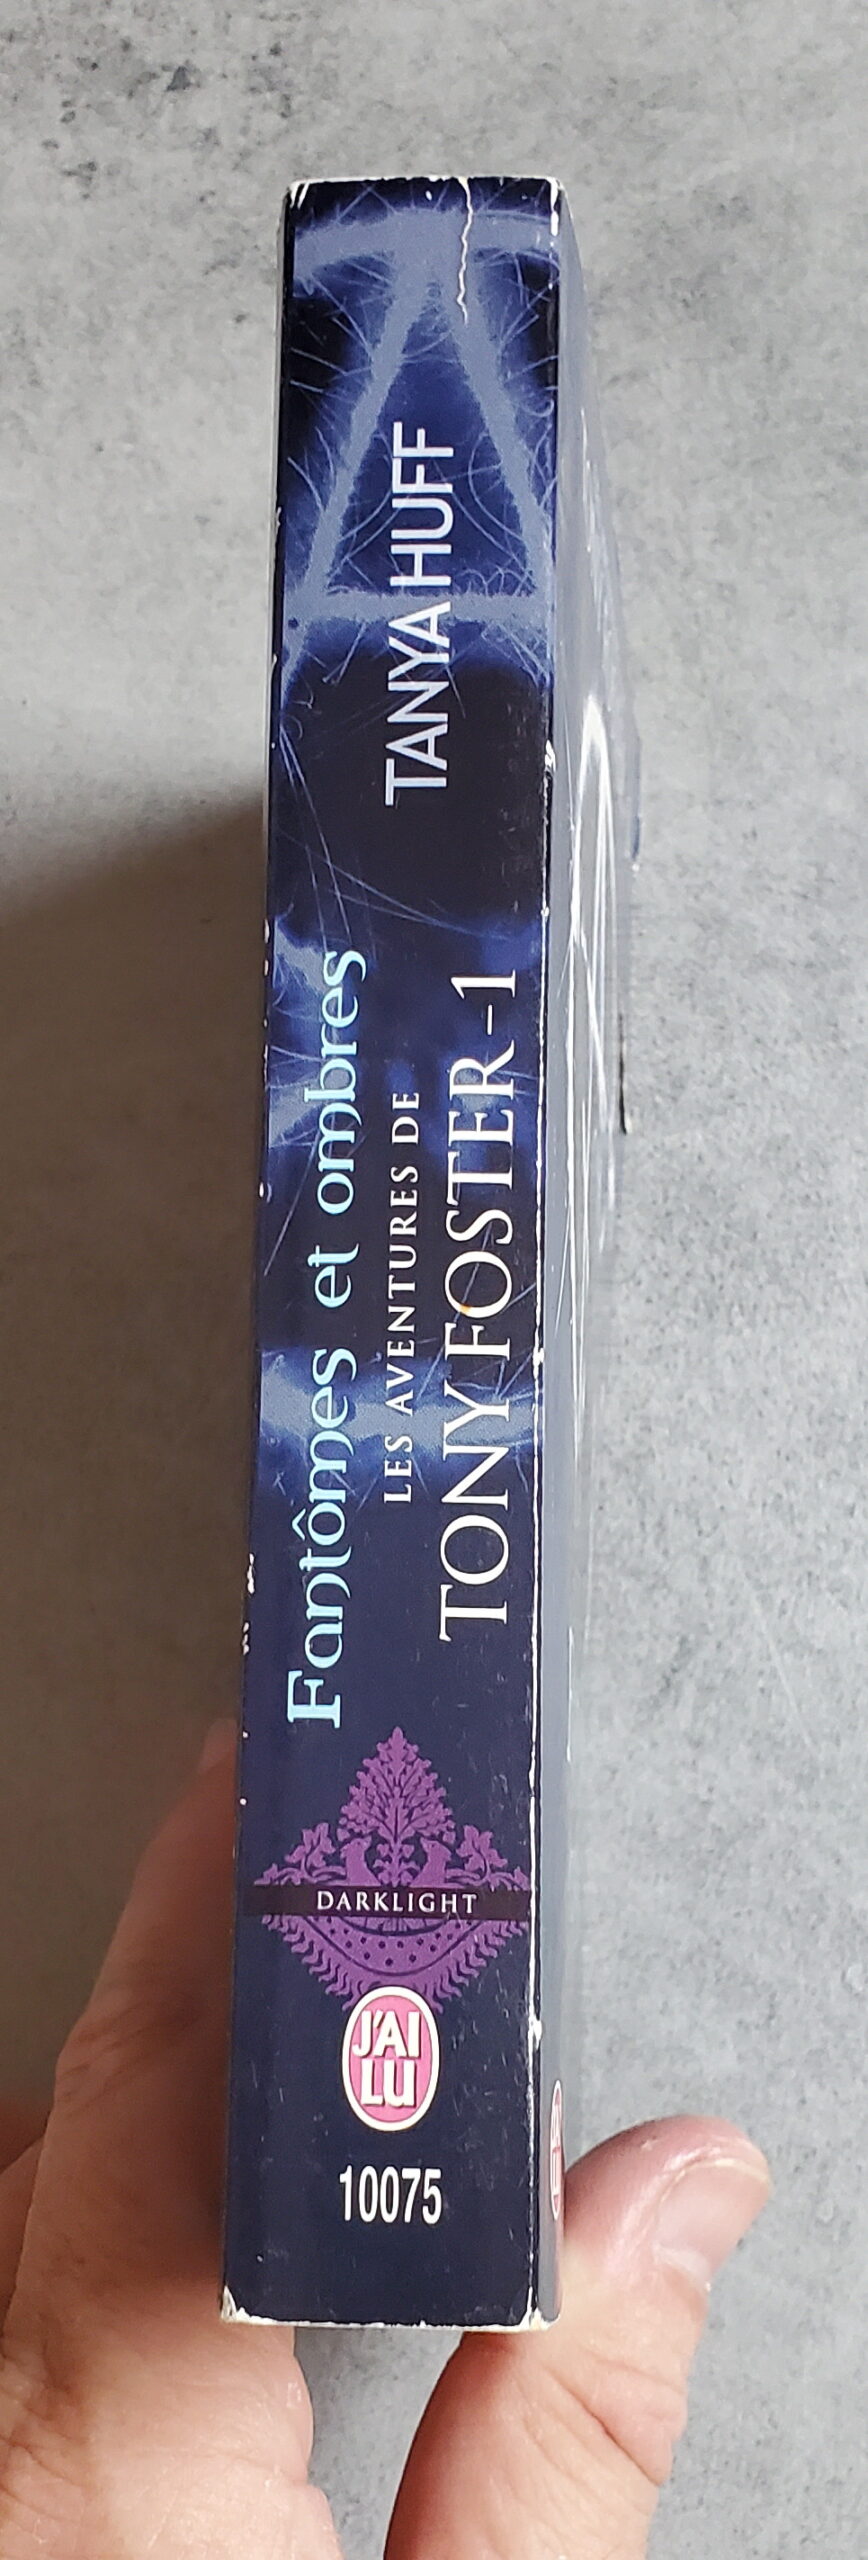 TANYA HUFF
Fantômes et ombres
LES AVENTURES DE
TONY FOSTER-1
DARKLIGHT
J'AI
LU
10075